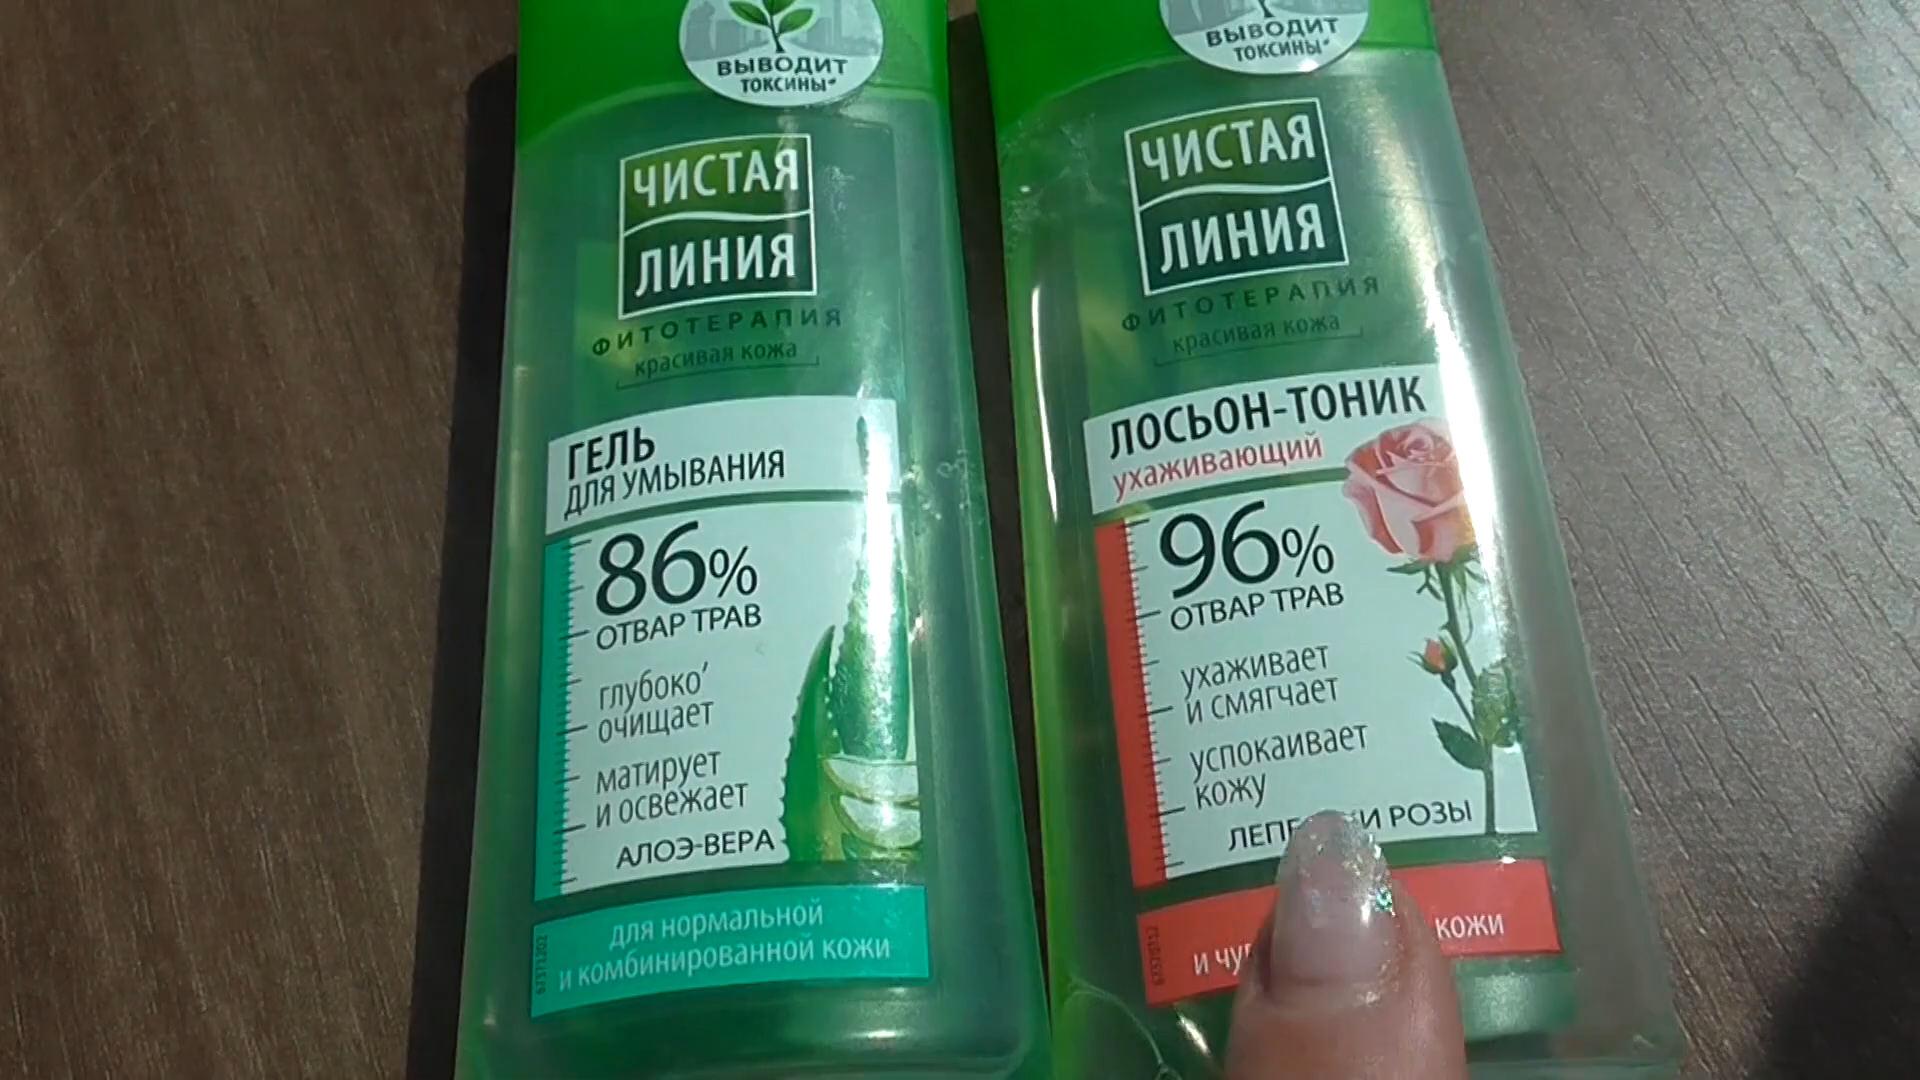 ВЫВОДИТ
ТОКСИНЫ*
ЧИСТАЯ
ЛИНИЯ
ФИТОТЕРАПИЯ
красивая кожа
ГЕЛЬ
ДЛЯ УМЫВАНИЯ
86%
ОТВАР ТРАВ
глубоко
очищает
матирует
и освежает
АЛОЭ-ВЕРА
для нормальной
и комбинированной кожи
ВЫВОДИТ
ТОКСИНЫ*
ЧИСТАЯ
ЛИНИЯ
ФИТОТЕРАПИЯ
красивая кожа
ЛОСЬОН-ТОНИК
ухаживающий
96%
ОТВАР ТРАВ
ухаживает
и смягчает
успокаивает
кожу
РОЗЫ
и
кожи